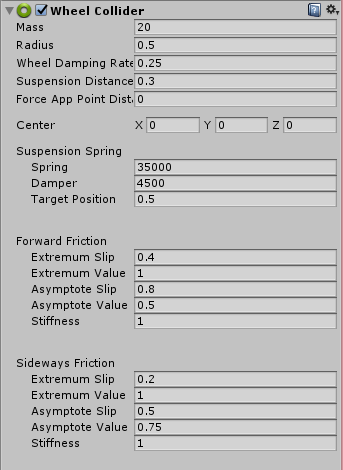 Wheel Collider
Mass 20
Radius 0.5
Wheel Damping Rate 0.25
Suspension Distance 0.3
Force App Point Dista 0
Center X 0 Y 0 Z 0
Suspension Spring
Spring 35000
Damper 4500
Target Position 0.5
Forward Friction
Extremum Slip 0.4
Extremum Value 1
Asymptote Slip 0.8
Asymptote Value 0.5
Stiffness 1
Sideways Friction
Extremum Slip 0.2
Extremum Value 1
Asymptote Slip 0.5
Asymptote Value 0.75
Stiffness 1